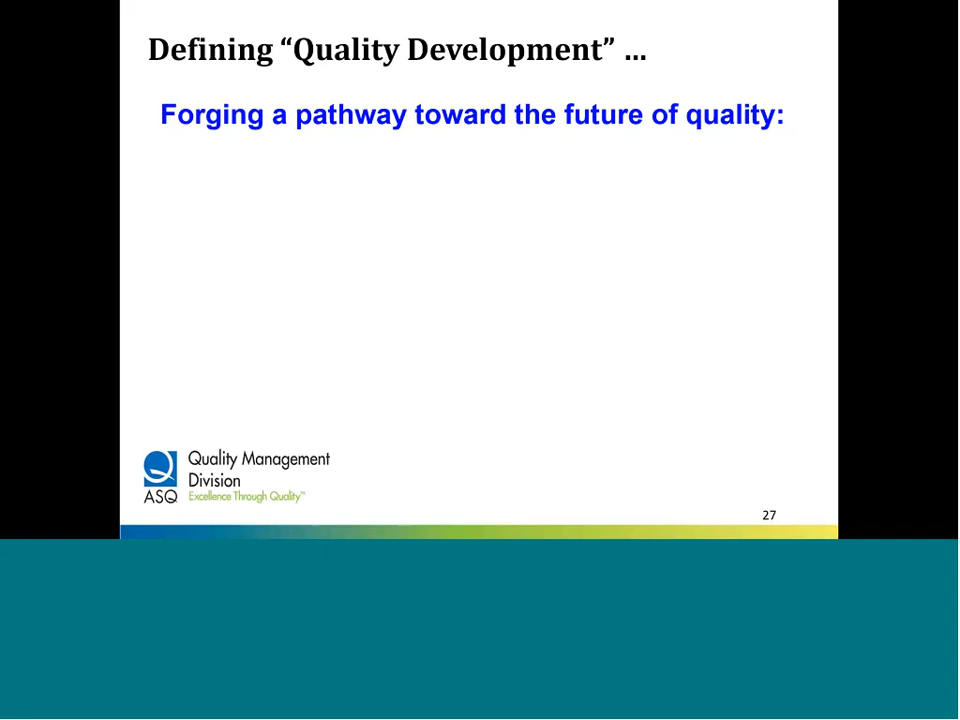 Defining “Quality Development” ...
Forging a pathway toward the future of quality:
Quality Management
Division
ASQ Excellence Through Quality™
27